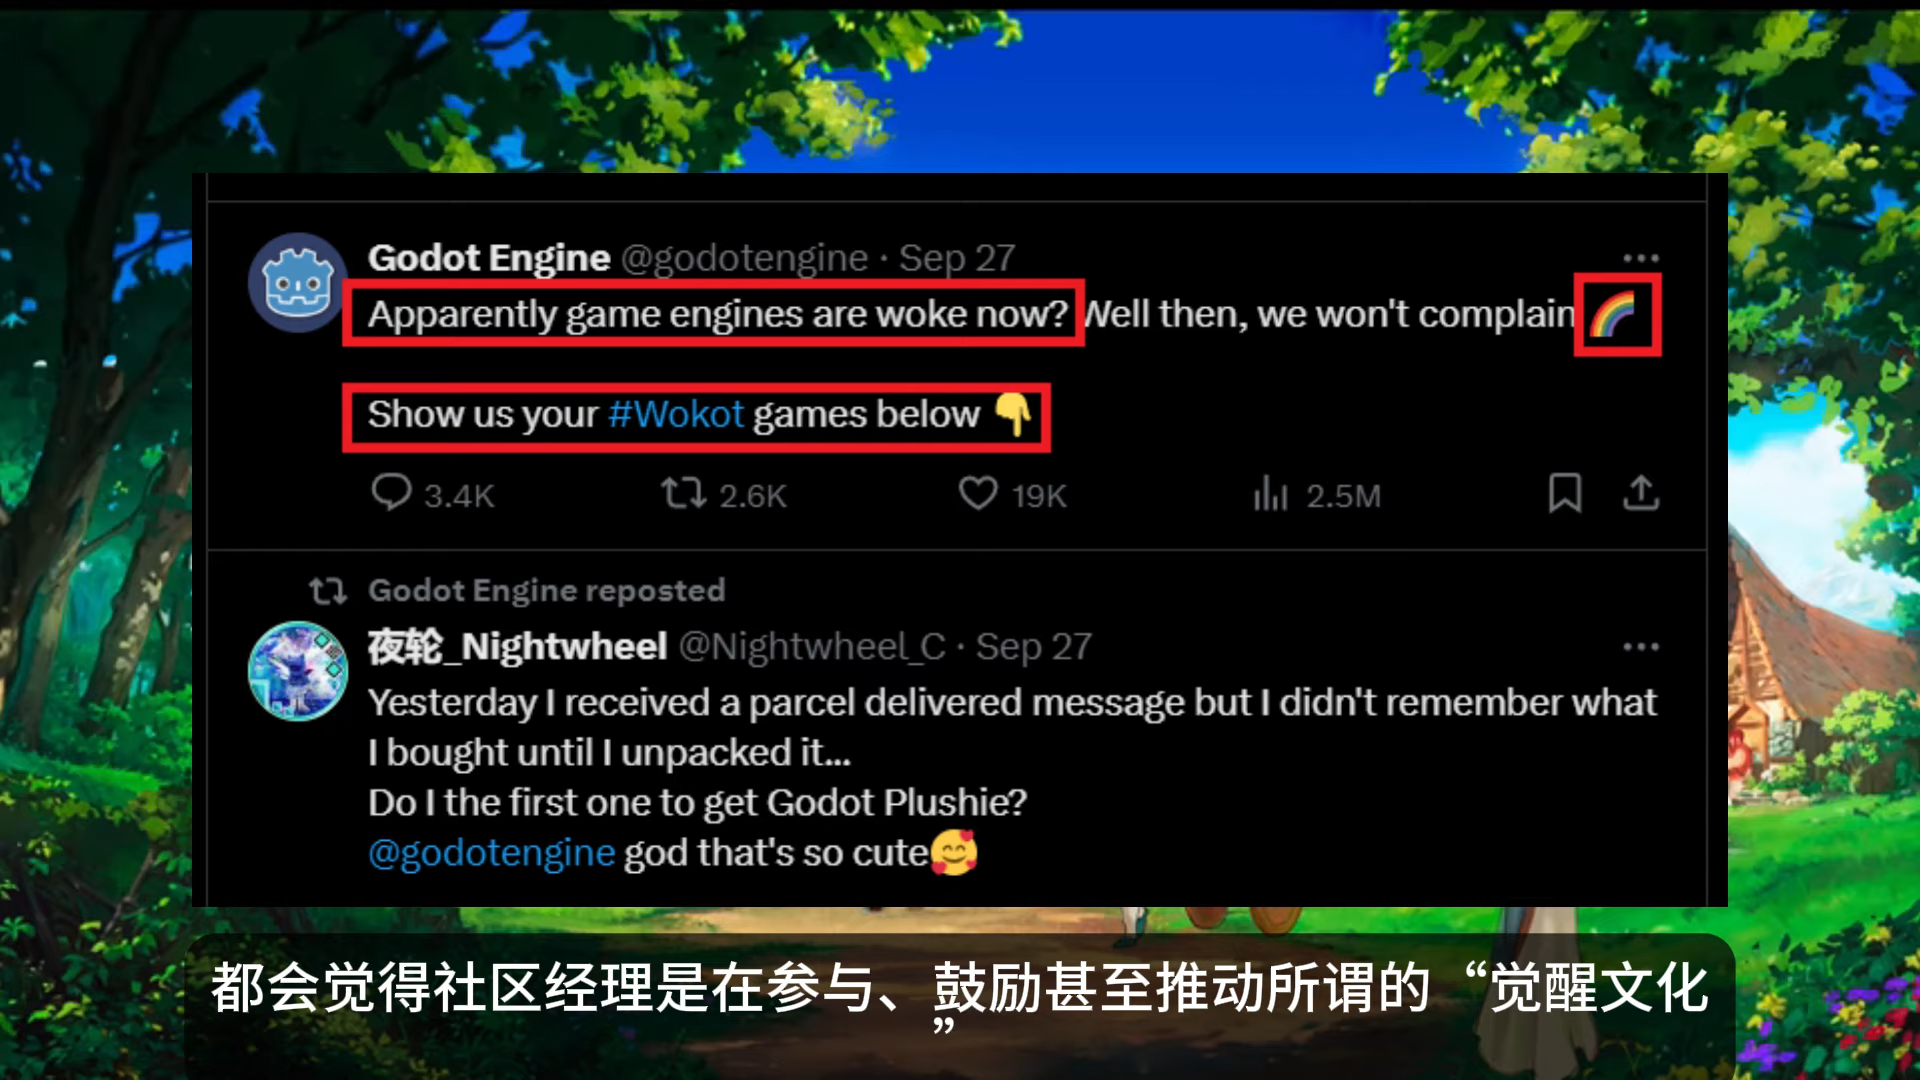 Godot Engine @godotengine · Sep 27
Apparently game engines are woke now? Well then, we won't complain 🌈
Show us your #Wokot games below 👇
3.4K 2.6K 19K 2.5M
Godot Engine reposted
夜轮_Nightwheel @Nightwheel_C · Sep 27
Yesterday I received a parcel delivered message but I didn't remember what
I bought until I unpacked it...
Do I the first one to get Godot Plushie?
@godotengine god that's so cute🥰
都会觉得社区经理是在参与、鼓励甚至推动所谓的“觉醒文化
”